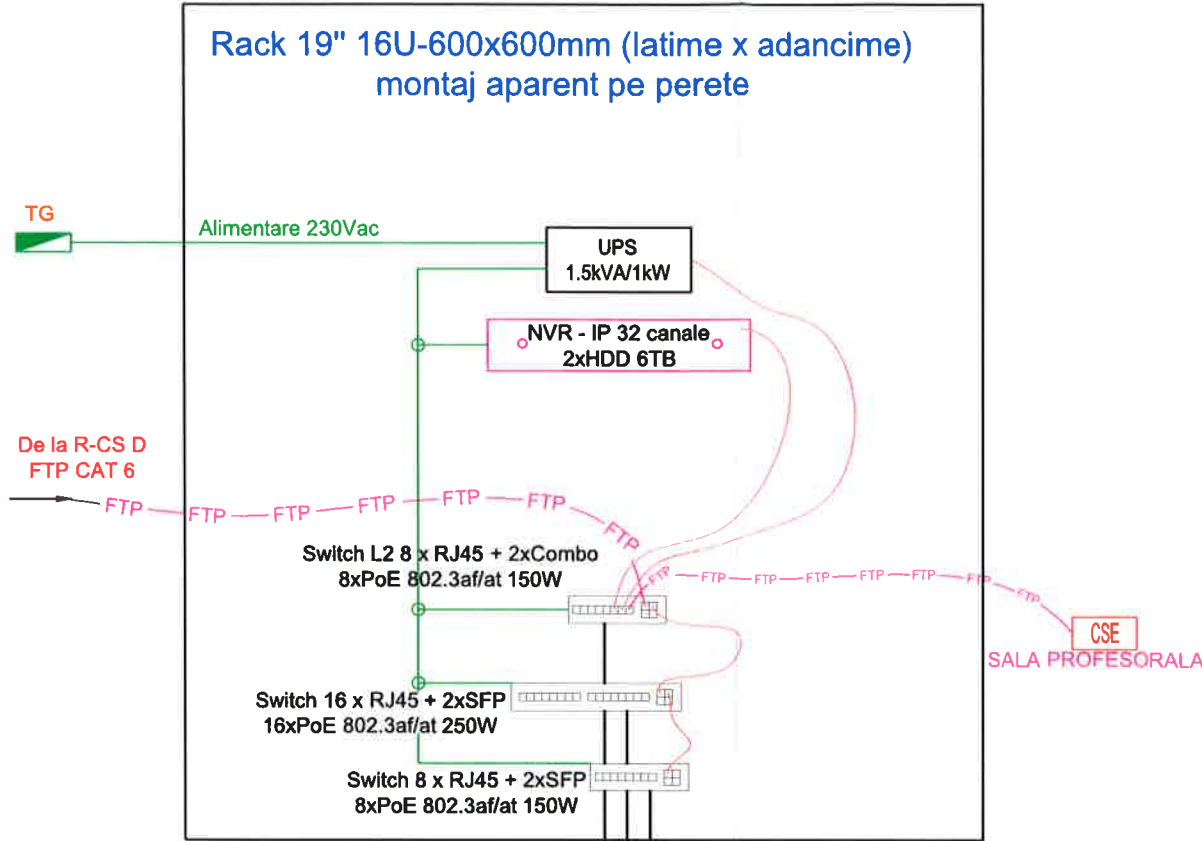 Rack 19" 16U-600x600mm (latime x adancime)
montaj aparent pe perete
TG
Alimentare 230Vac
UPS
1.5kVA/1kW
NVR - IP 32 canale
2xHDD 6TB
De la R-CS D
FTP CAT 6
FTP FTP FTP FTP FTP FTP FTP
Switch L2 8 x RJ45 + 2xCombo
8xPoE 802.3af/at 150W
FTP FTP FTP FTP FTP FTP FTP FTP
CSE
SALA PROFESORALA
Switch 16 x RJ45 + 2xSFP
16xPoE 802.3af/at 250W
Switch 8 x RJ45 + 2xSFP
8xPoE 802.3af/at 150W